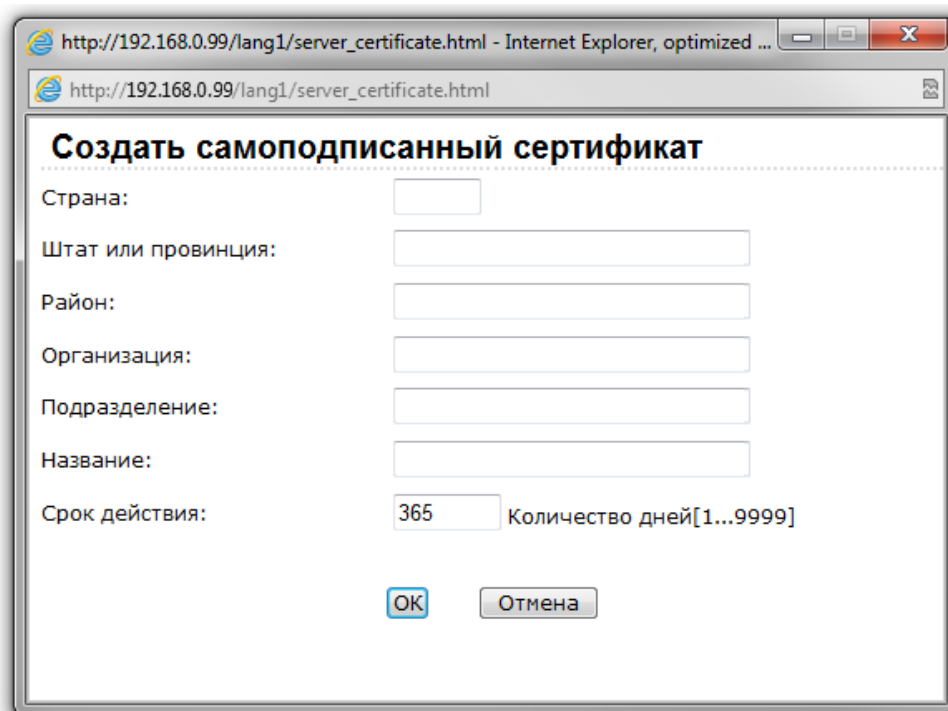 http://192.168.0.99/lang1/server_certificate.html - Internet Explorer, optimized ...
http://192.168.0.99/lang1/server_certificate.html
Создать самоподписанный сертификат
Страна:
Штат или провинция:
Район:
Организация:
Подразделение:
Название:
Срок действия: 365 Количество дней[1...9999]
OK Отмена